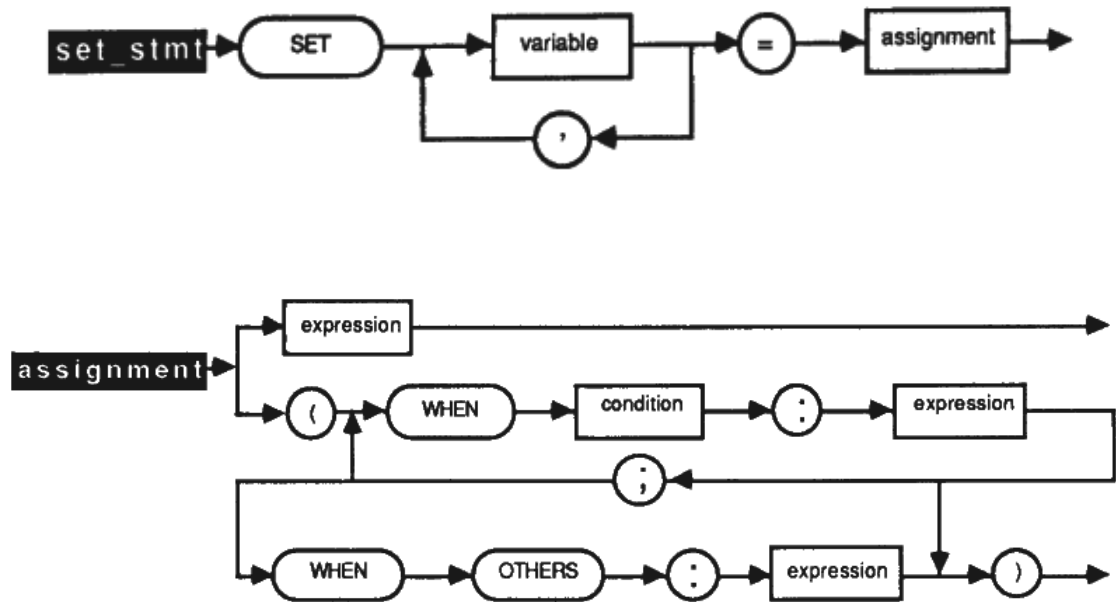 set_stmt SET variable = assignment
,
expression
assignment
( WHEN condition : expression
;
WHEN OTHERS : expression )